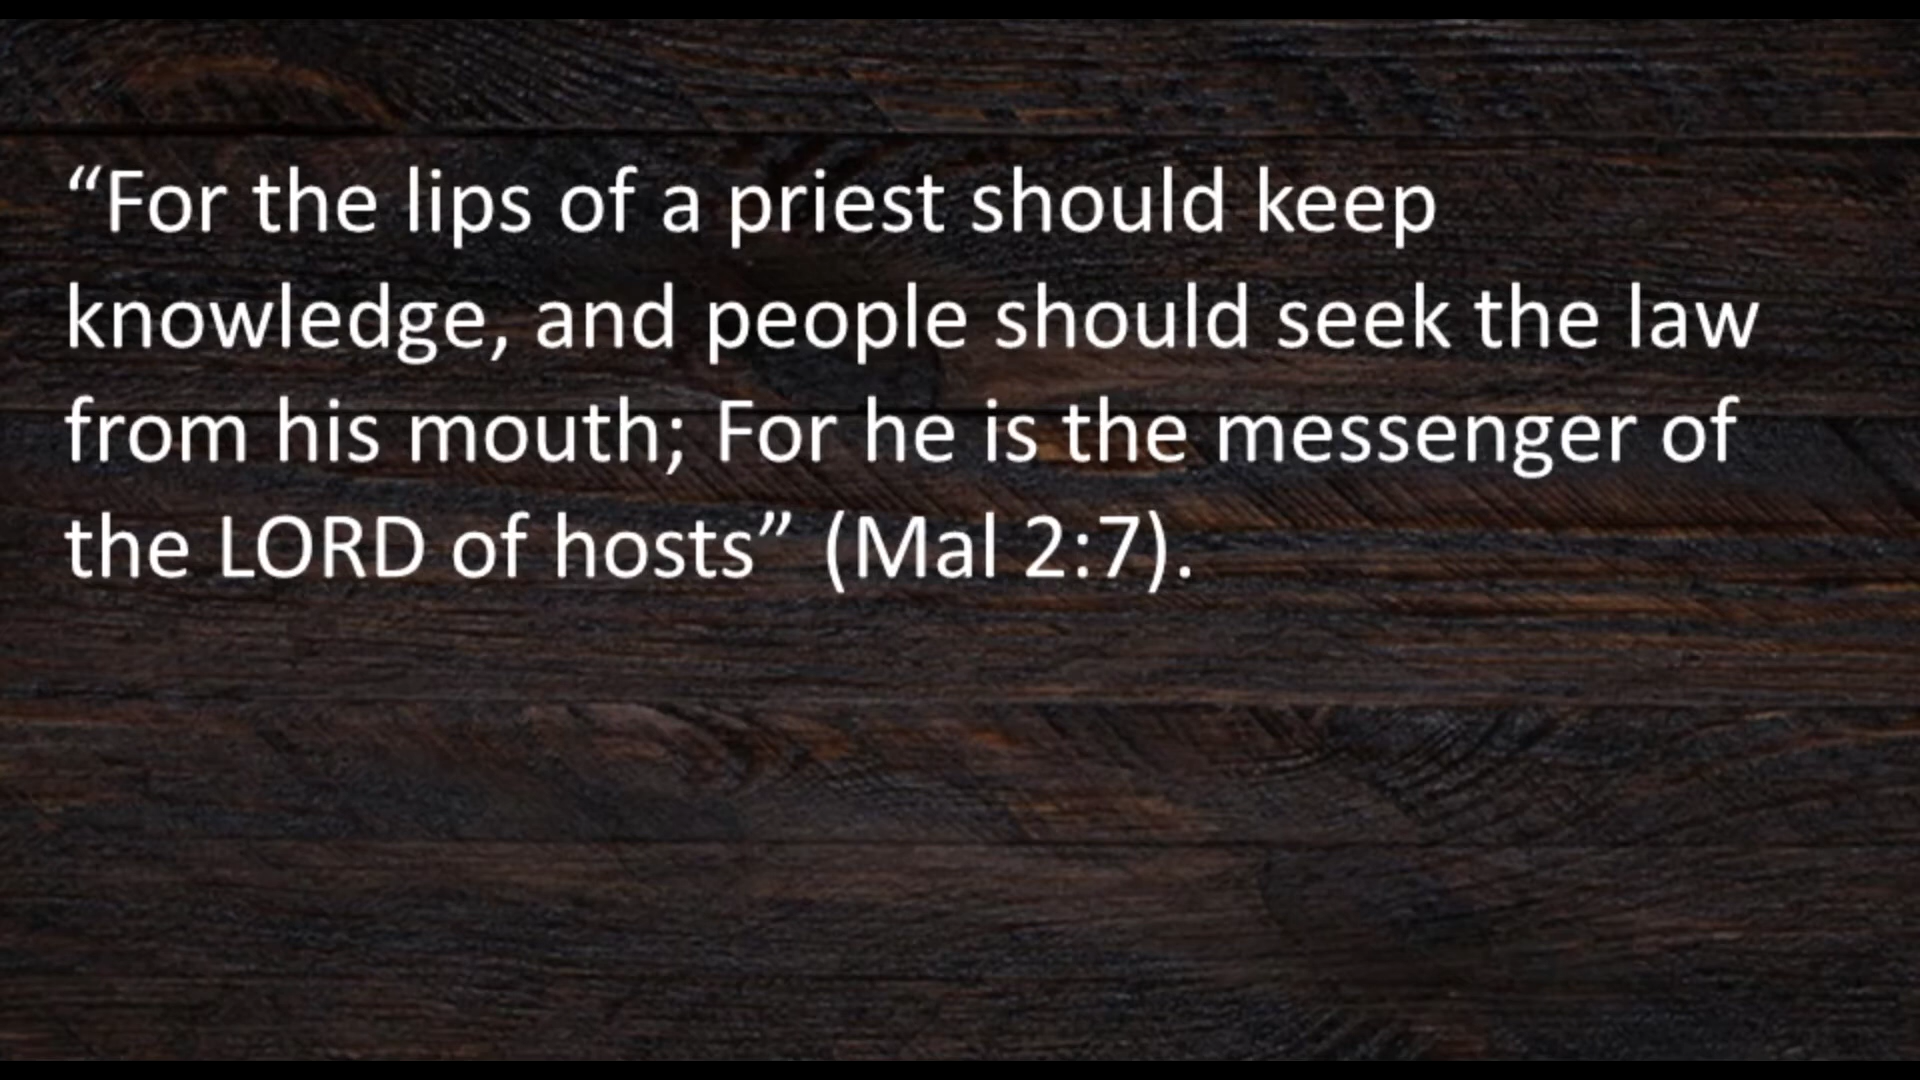 “For the lips of a priest should keep
knowledge, and people should seek the law
from his mouth; For he is the messenger of
the LORD of hosts” (Mal 2:7).